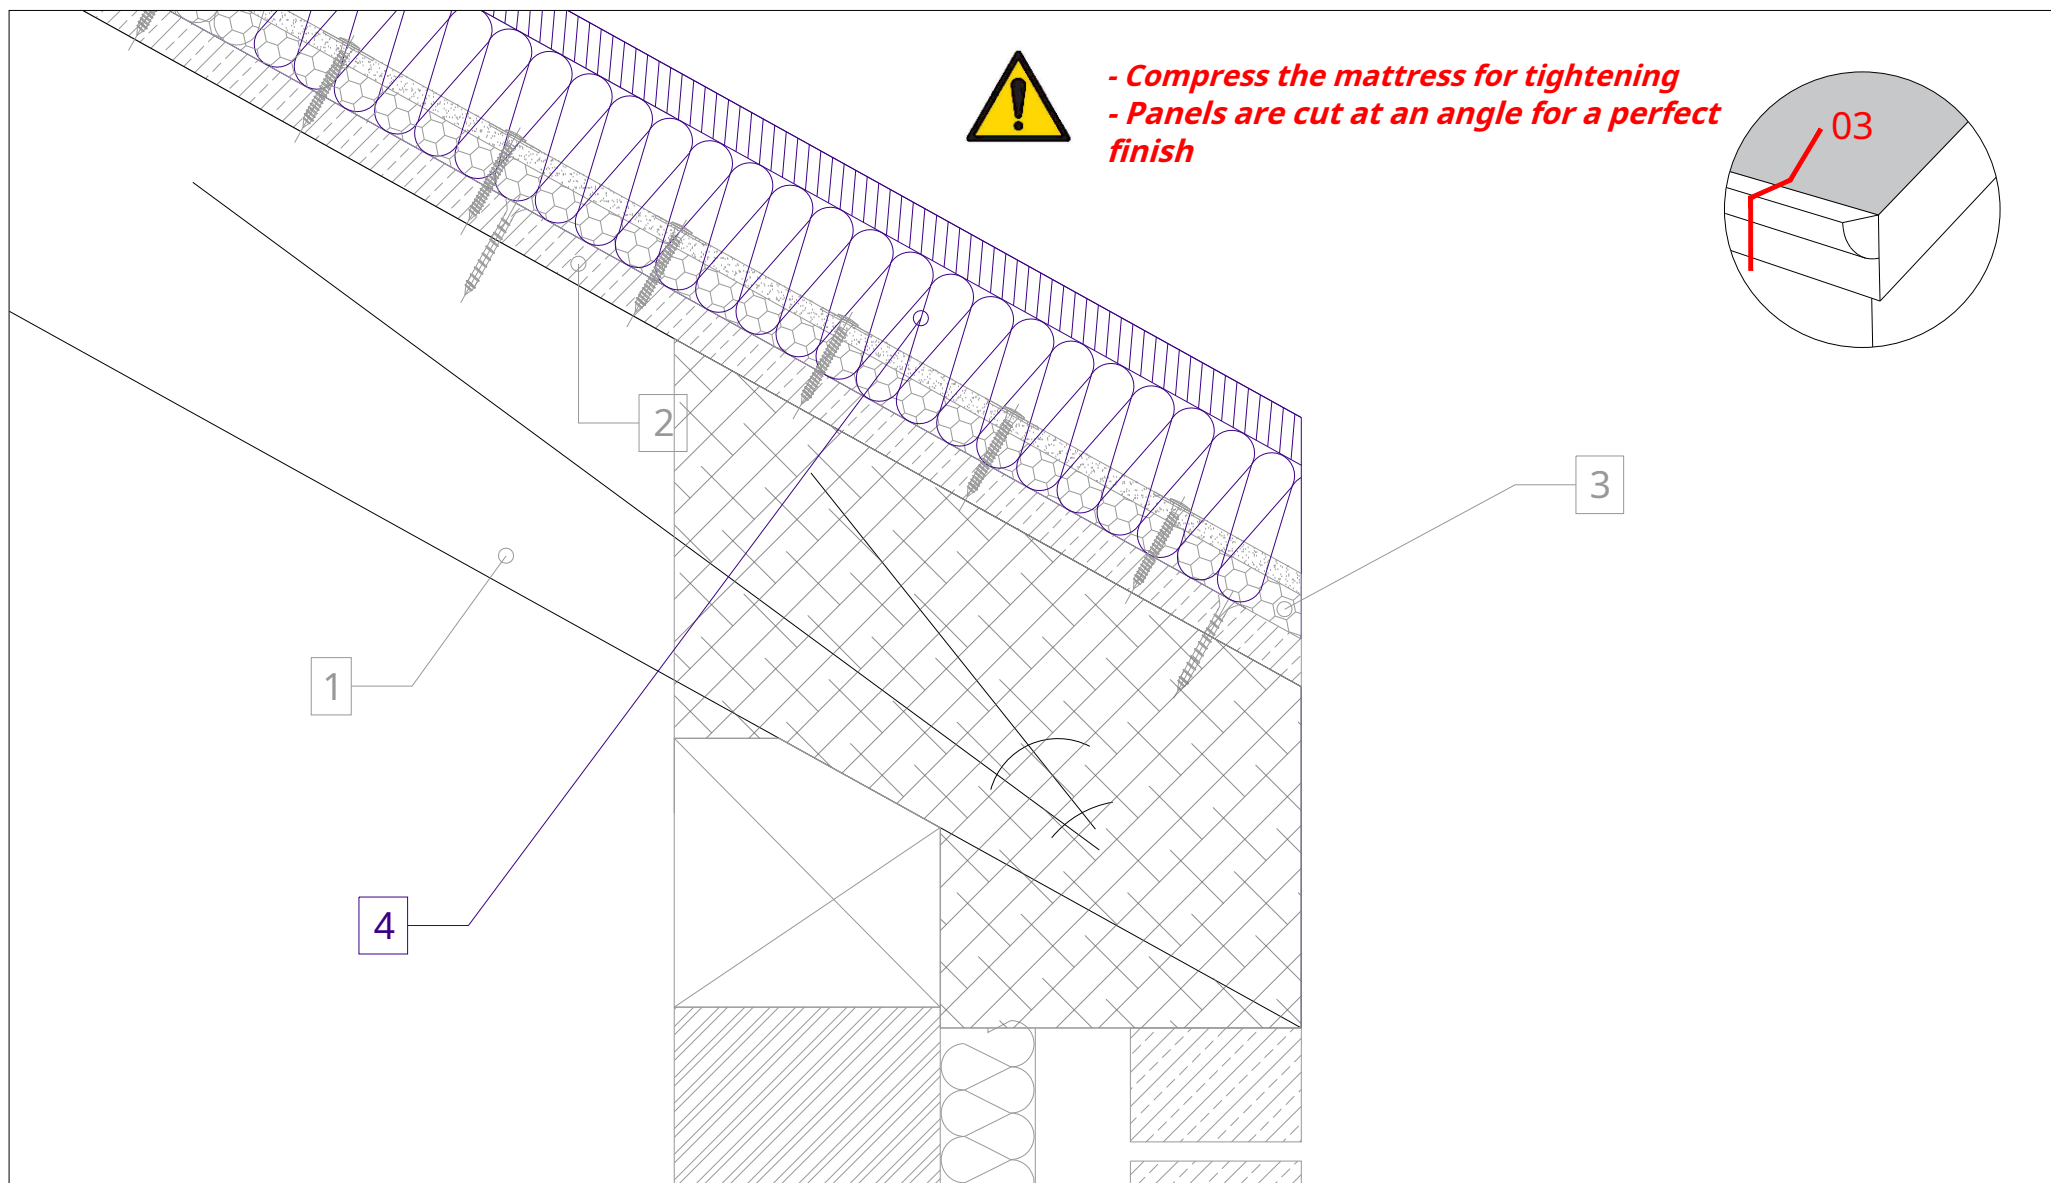 - Compress the mattress for tightening
- Panels are cut at an angle for a perfect
finish
03
2
3
1
4